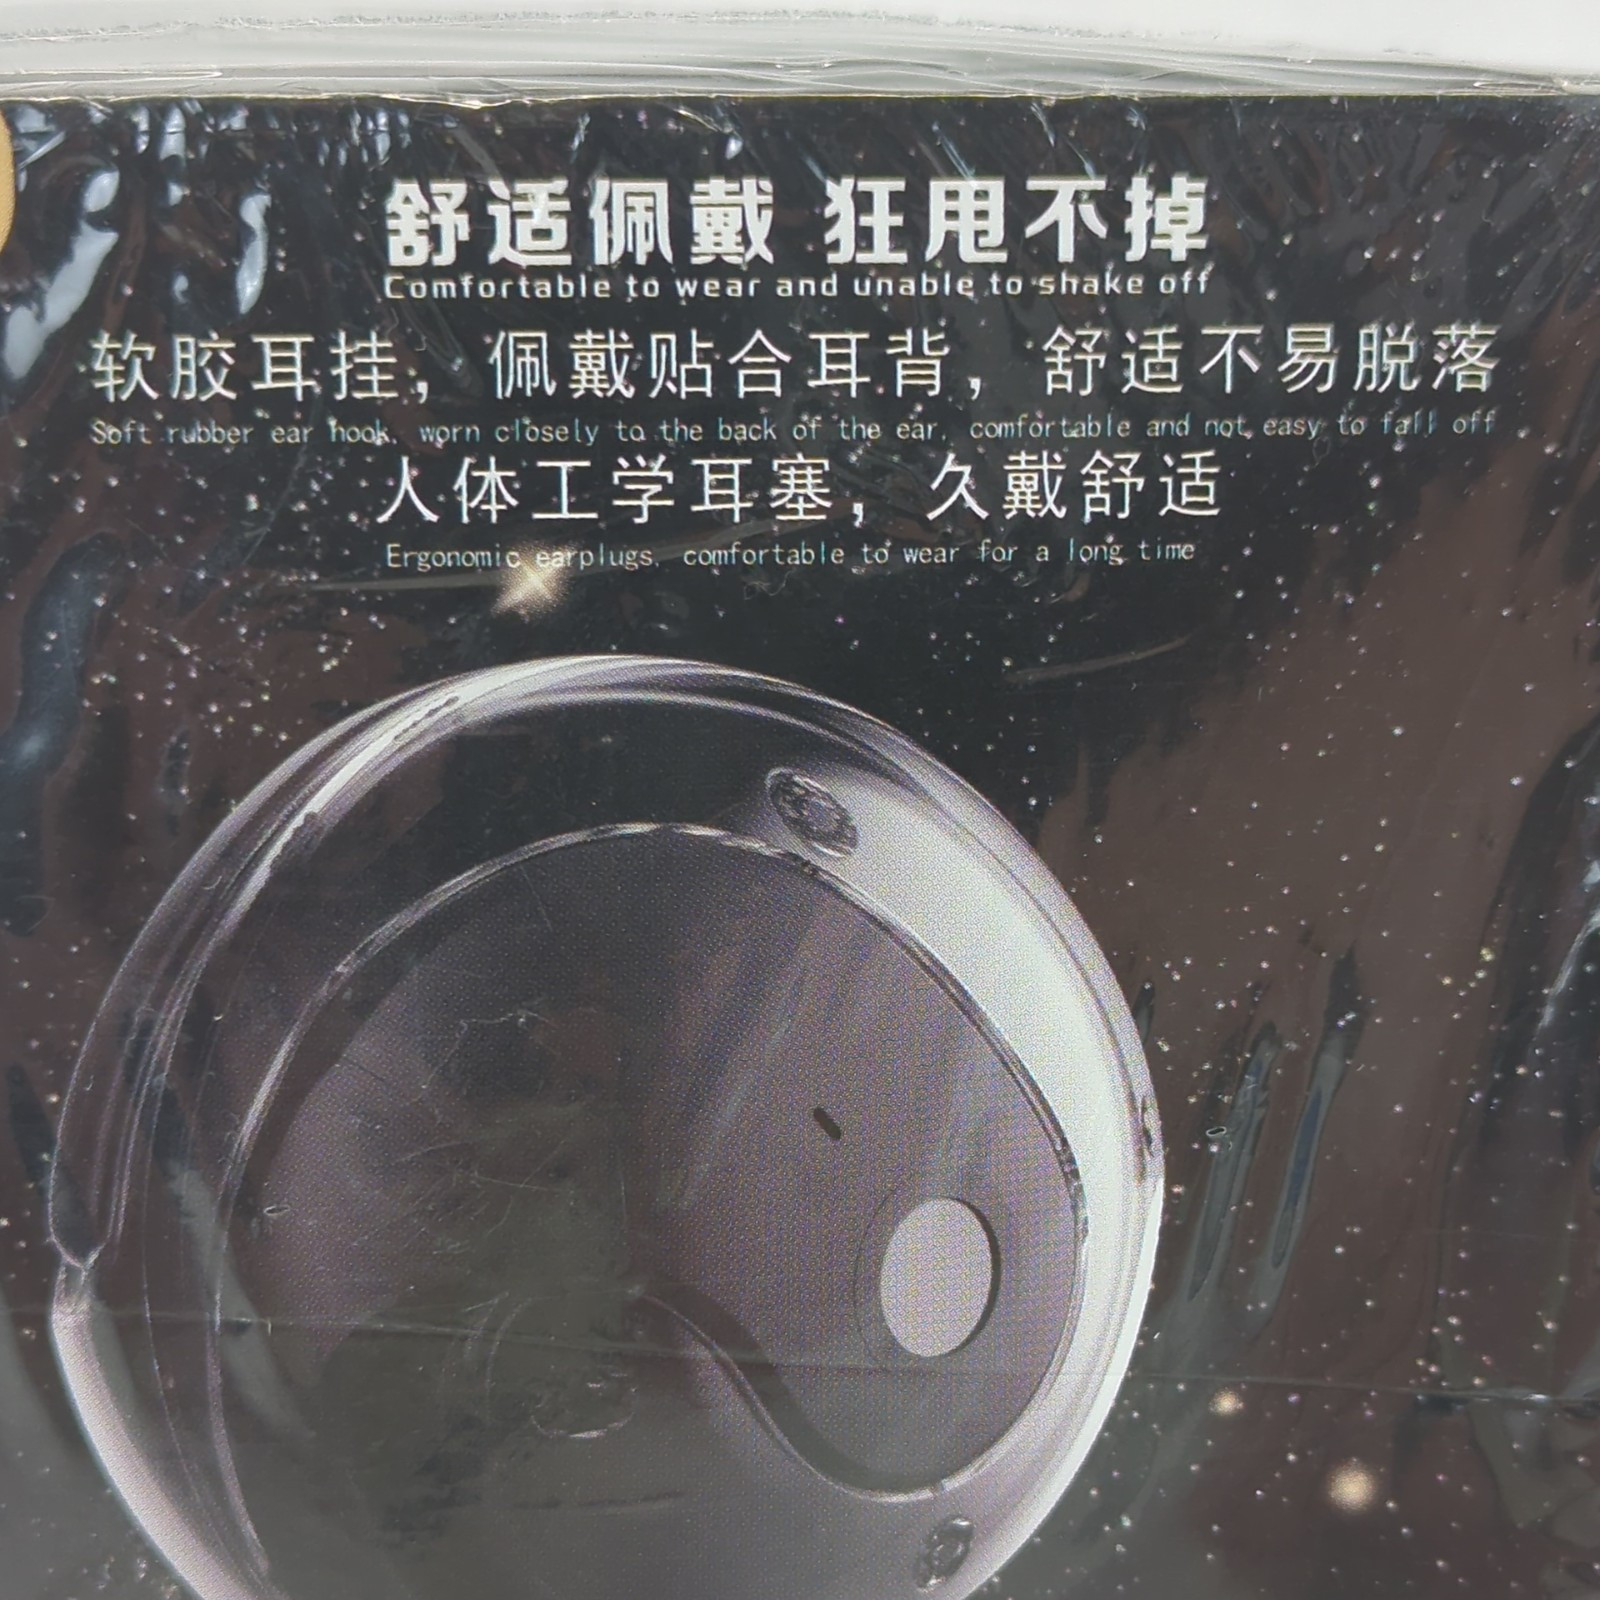 舒适佩戴 狂甩不掉
Comfortable to wear and unable to shake off
软胶耳挂，佩戴贴合耳背，舒适不易脱落
Soft rubber ear hook, worn closely to the back of the ear, comfortable and not easy to fall off
人体工学耳塞，久戴舒适
Ergonomic earplugs, comfortable to wear for a long time